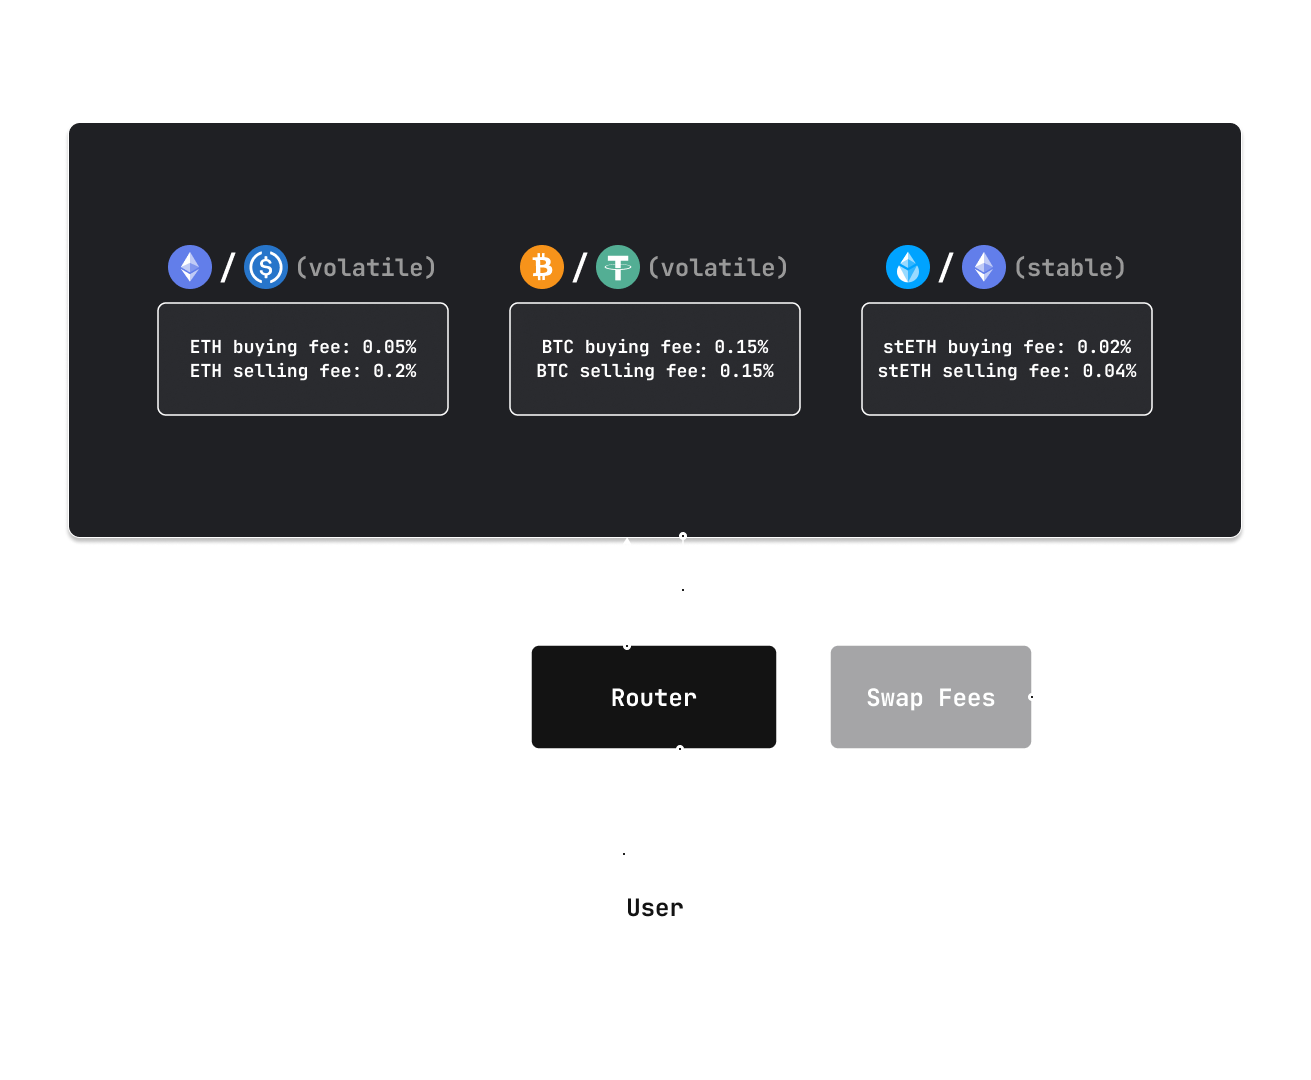 / (volatile)
/ (volatile)
/ (stable)
ETH buying fee: 0.05%
ETH selling fee: 0.2%
BTC buying fee: 0.15%
BTC selling fee: 0.15%
stETH buying fee: 0.02%
stETH selling fee: 0.04%
Router
Swap Fees
User